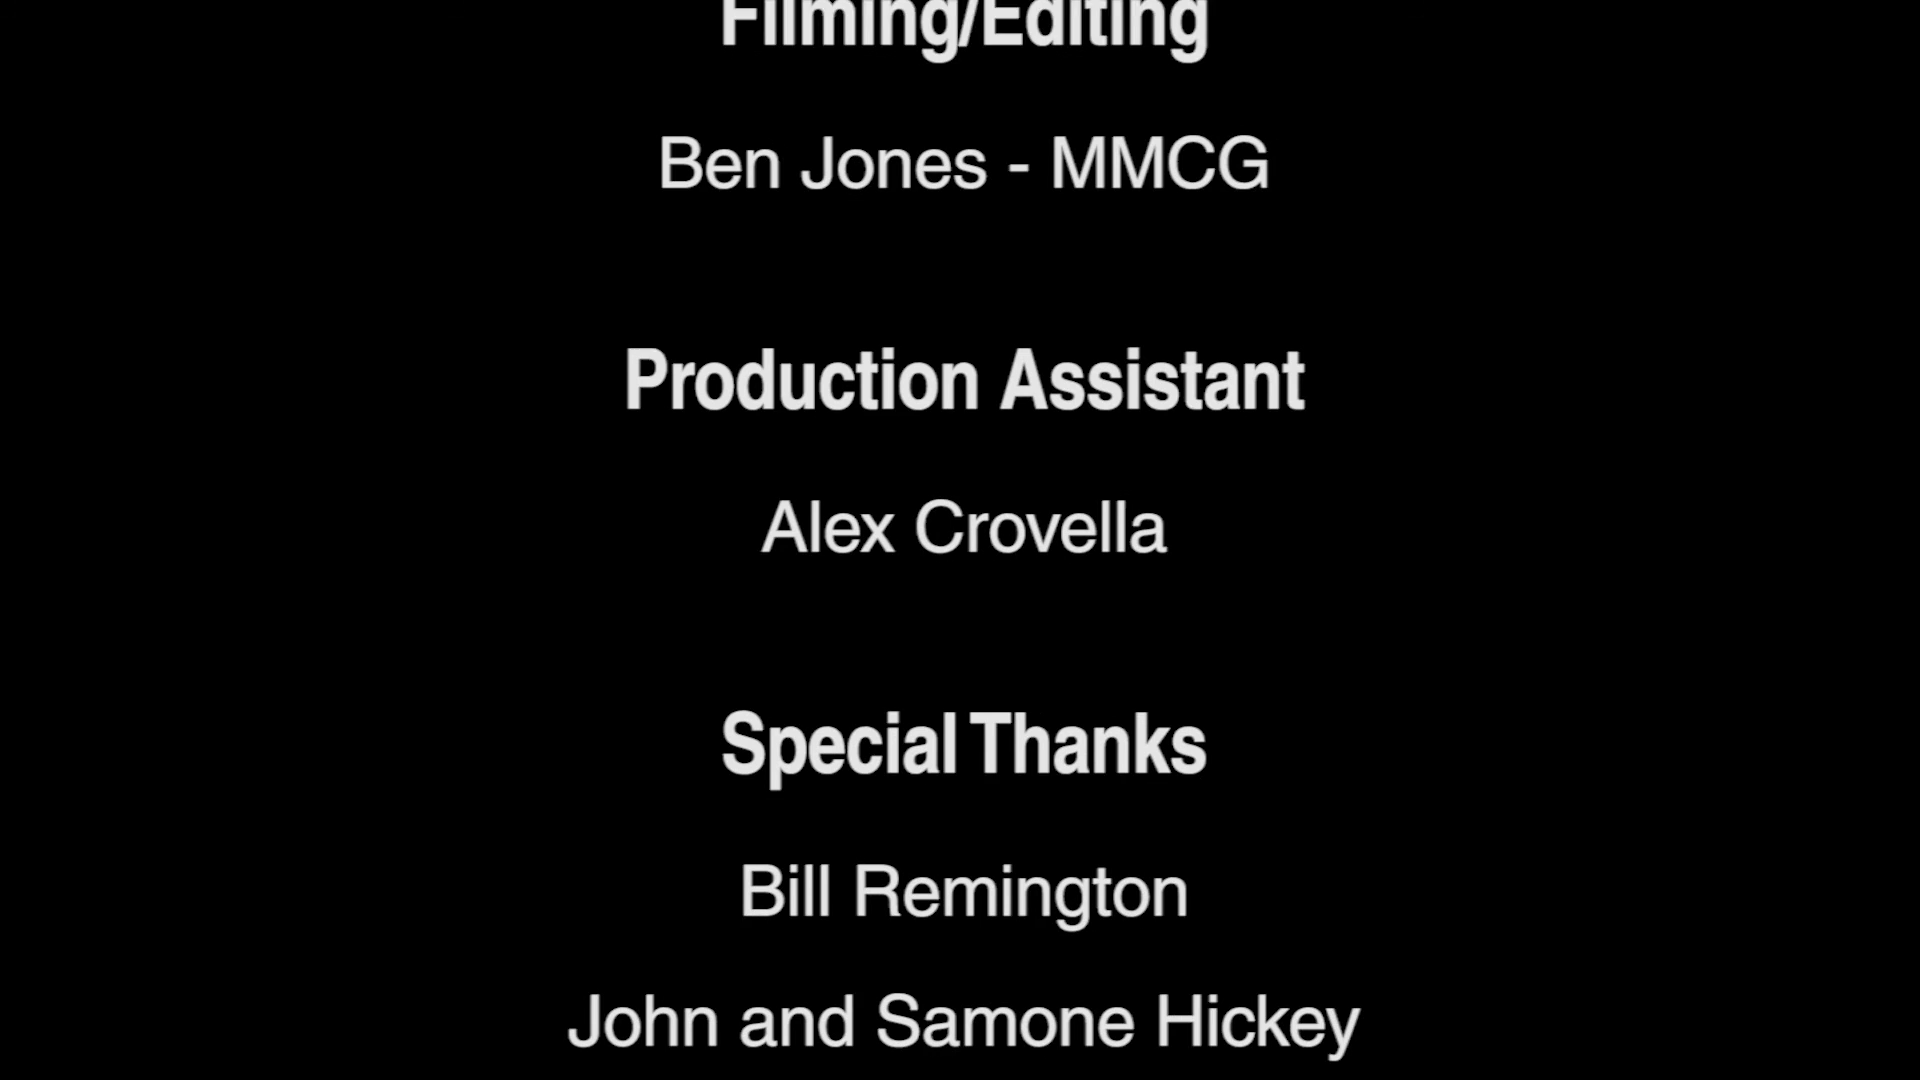 Filming/Editing
Ben Jones - MMCG
Production Assistant
Alex Crovella
Special Thanks
Bill Remington
John and Samone Hickey